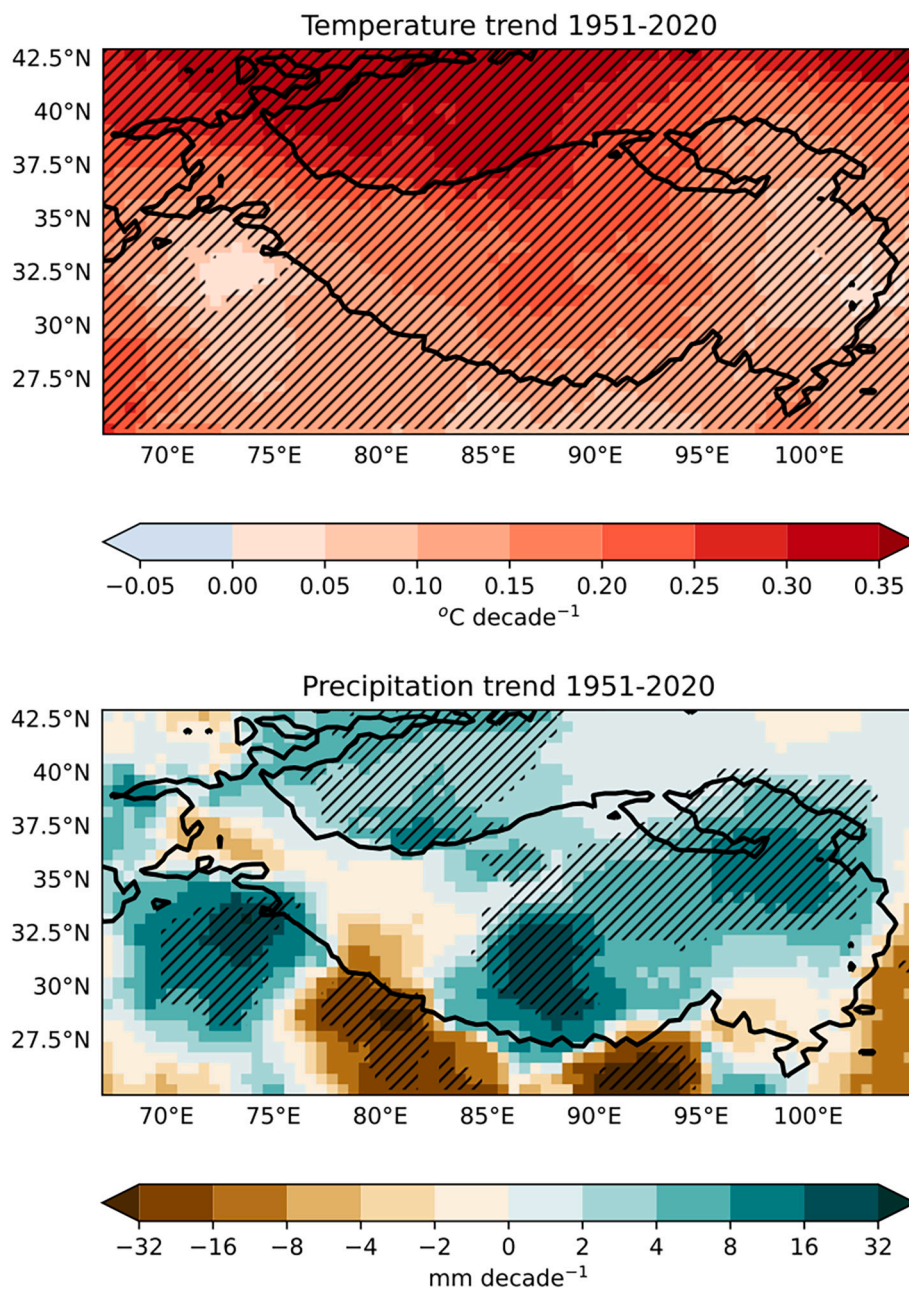 Temperature trend 1951-2020
42.5°N
40°N
37.5°N
35°N
32.5°N
30°N
27.5°N
70°E 75°E 80°E 85°E 90°E 95°E 100°E
−0.05 0.00 0.05 0.10 0.15 0.20 0.25 0.30 0.35
°C decade⁻¹
Precipitation trend 1951-2020
42.5°N
40°N
37.5°N
35°N
32.5°N
30°N
27.5°N
70°E 75°E 80°E 85°E 90°E 95°E 100°E
−32 −16 −8 −4 −2 0 2 4 8 16 32
mm decade⁻¹